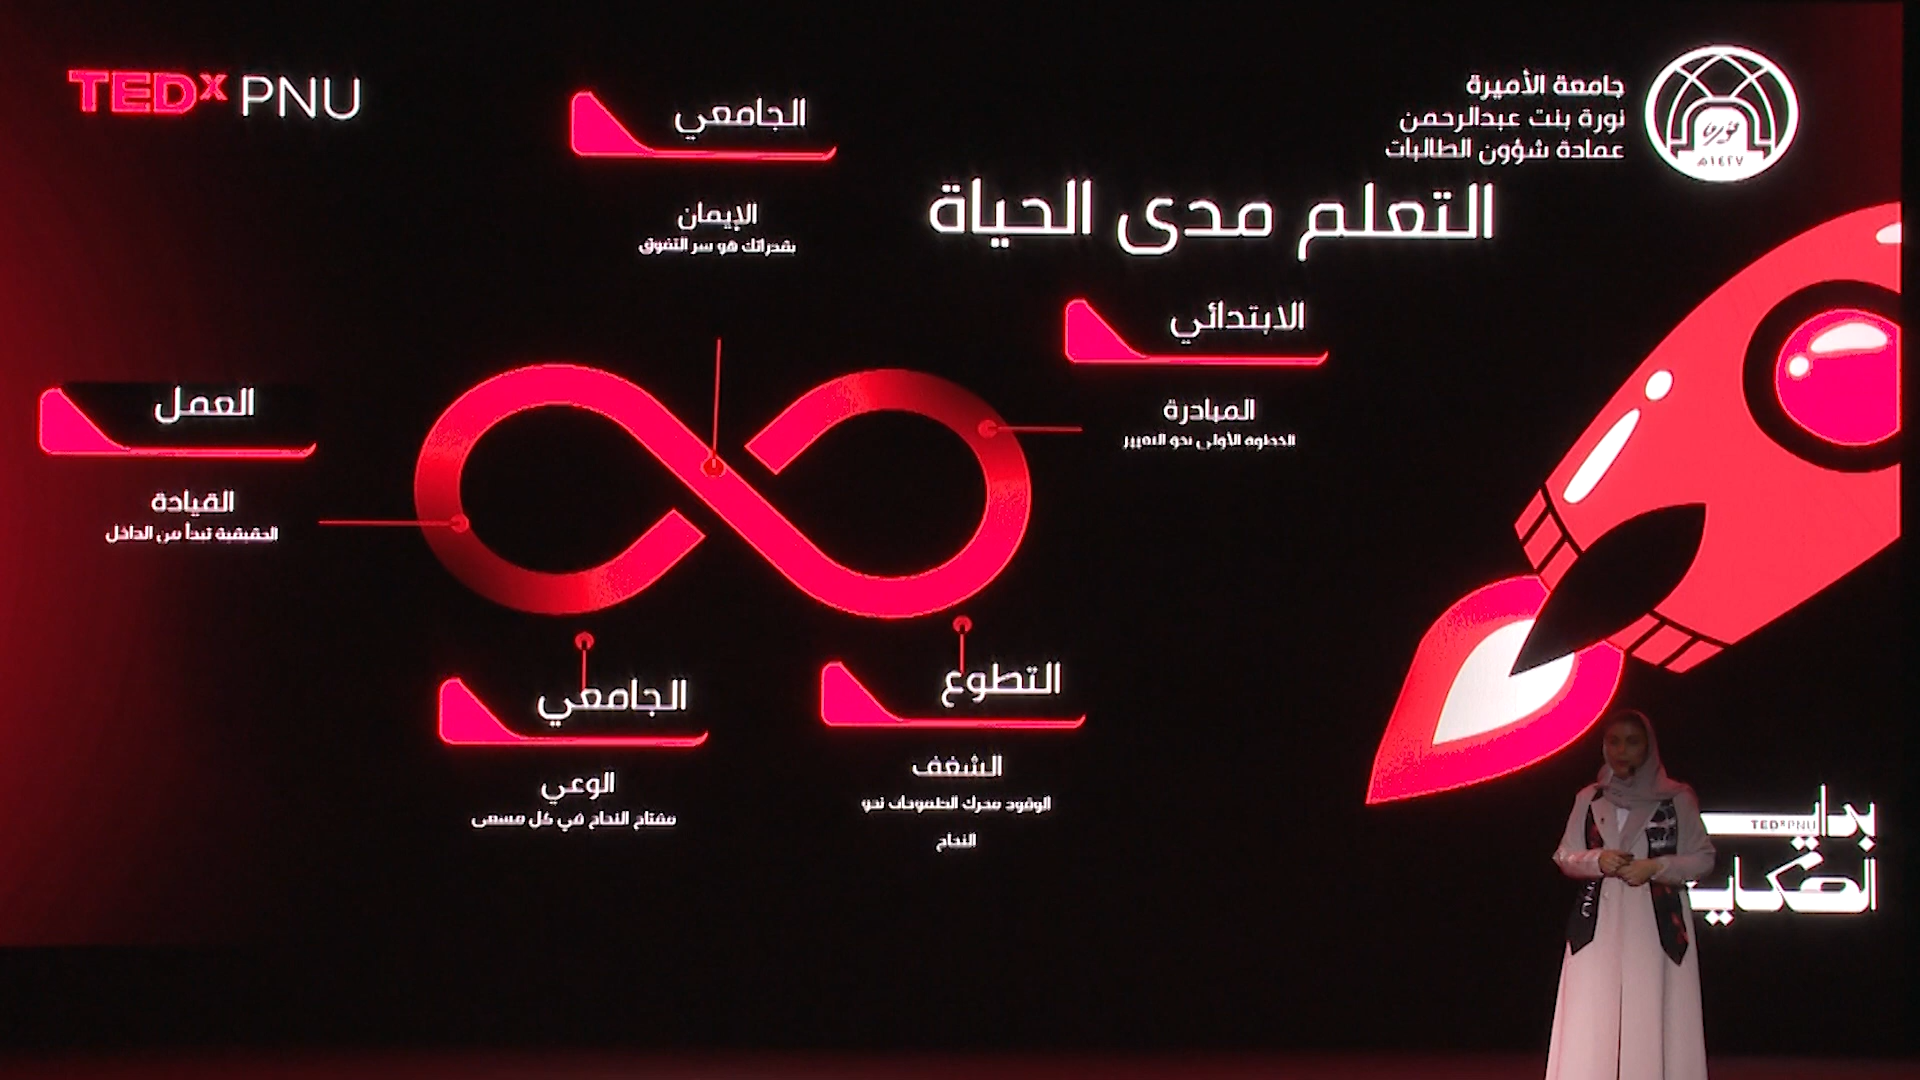 TEDx PNU
جامعة الأميرة
نورة بنت عبدالرحمن
عمادة شؤون الطالبات
نورة
١٤٢٧هـ
التعلم مدى الحياة
الجامعي
الإيمان
بقدراتك هو سر التفوق
الابتدائي
المبادرة
الخطوة الأولى نحو التغيير
العمل
القيادة
الحقيقية تبدأ من الداخل
التطوع
الشغف
الوقود محرك الطموحات نحو
النجاح
الجامعي
الوعي
مفتاح النجاح في كل مسعى
TEDxPNU